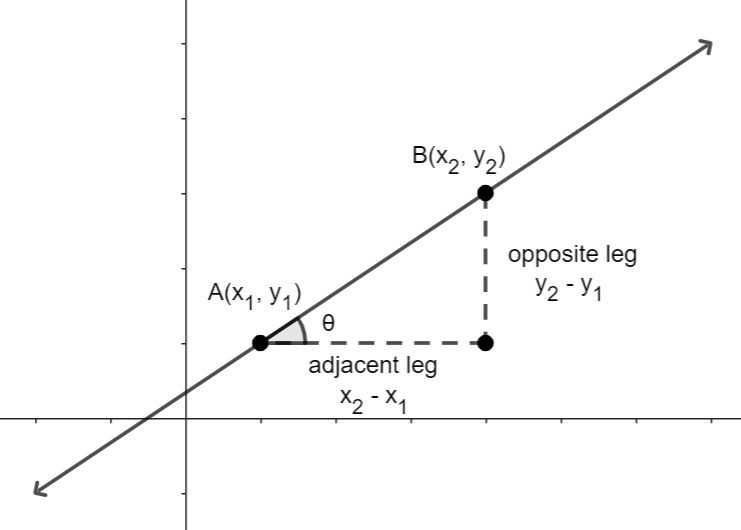 B(x₂, y₂)
opposite leg
y₂ - y₁
A(x₁, y₁)
θ
adjacent leg
x₂ - x₁